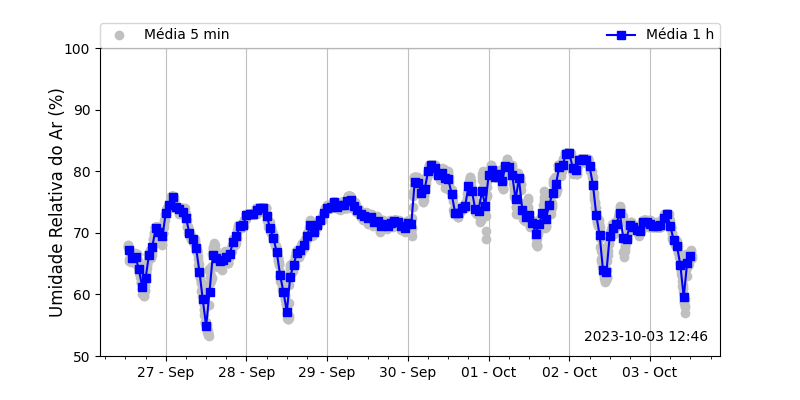 Média 5 min
Média 1 h
Umidade Relativa do Ar (%)
100
90
80
70
60
50
2023-10-03 12:46
27 - Sep
28 - Sep
29 - Sep
30 - Sep
01 - Oct
02 - Oct
03 - Oct